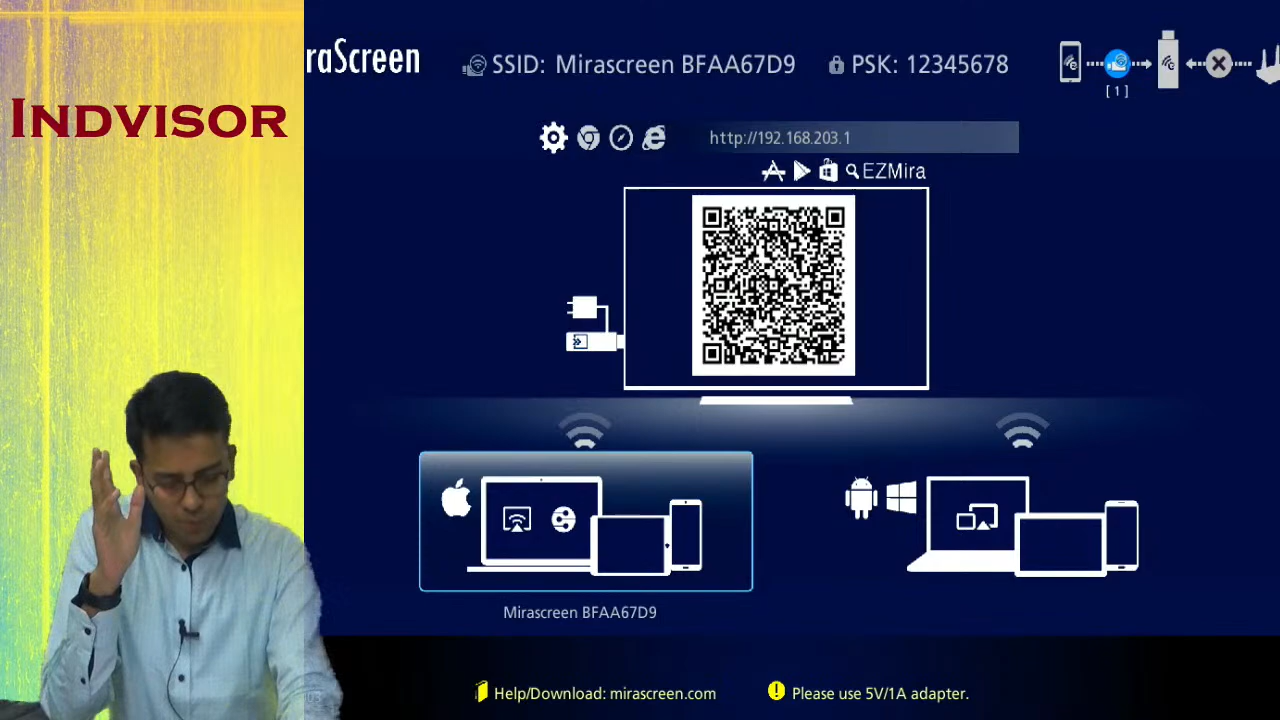 INDVISOR
iraScreen
SSID: Mirascreen BFAA67D9
PSK: 12345678
[1]
http://192.168.203.1
EZMira
Mirascreen BFAA67D9
Help/Download: mirascreen.com
Please use 5V/1A adapter.